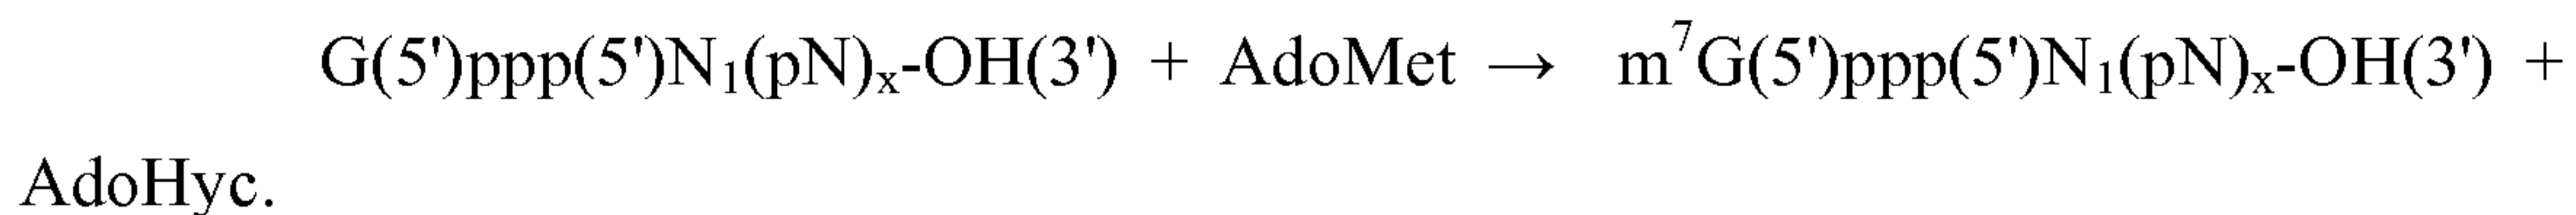 G(5')ppp(5')N₁(pN)ₓ-OH(3') + AdoMet → m⁷G(5')ppp(5')N₁(pN)ₓ-OH(3') +
AdoHyc.